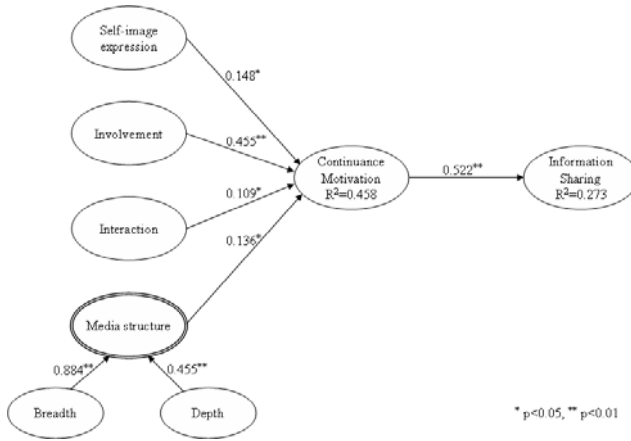 Self-image
expression
0.148*
Involvement
0.455**
Continuance
Motivation
R²=0.458
0.522**
Information
Sharing
R²=0.273
0.109*
Interaction
0.136*
Media structure
0.884**
0.455**
Breadth
Depth
* p<0.05, ** p<0.01